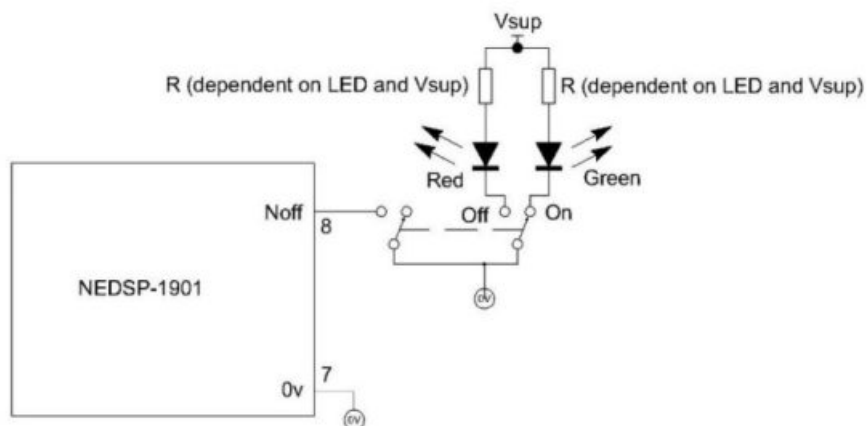 Vsup
R (dependent on LED and Vsup)
R (dependent on LED and Vsup)
Red
Green
Noff
8
Off
On
0V
NEDSP-1901
0v
7
0V